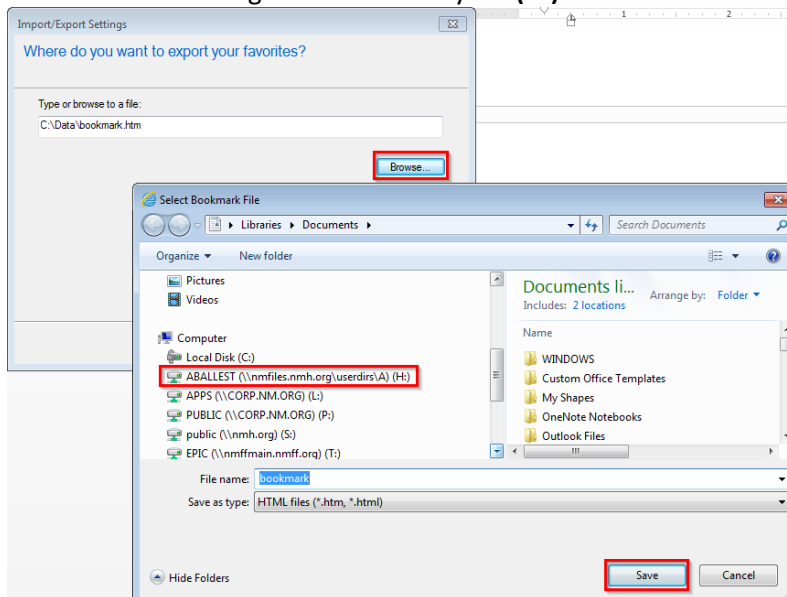 Import/Export Settings
Where do you want to export your favorites?
Type or browse to a file:
C:\Data\bookmark.htm
Browse...
1 2
Select Bookmark File
Libraries Documents
Search Documents
Organize New folder
Pictures
Videos
Computer
Local Disk (C:)
ABALLEST (\\nmfiles.nmh.org\userdirs\A) (H:)
APPS (\\CORP.NM.ORG) (L:)
PUBLIC (\\CORP.NM.ORG) (P:)
public (\\nmh.org) (S:)
EPIC (\\nmffmain.nmff.org) (T:)
Documents li...
Includes: 2 locations
Arrange by: Folder
Name
WINDOWS
Custom Office Templates
My Shapes
OneNote Notebooks
Outlook Files
File name: bookmark
Save as type: HTML files (*.htm, *.html)
Hide Folders
Save Cancel